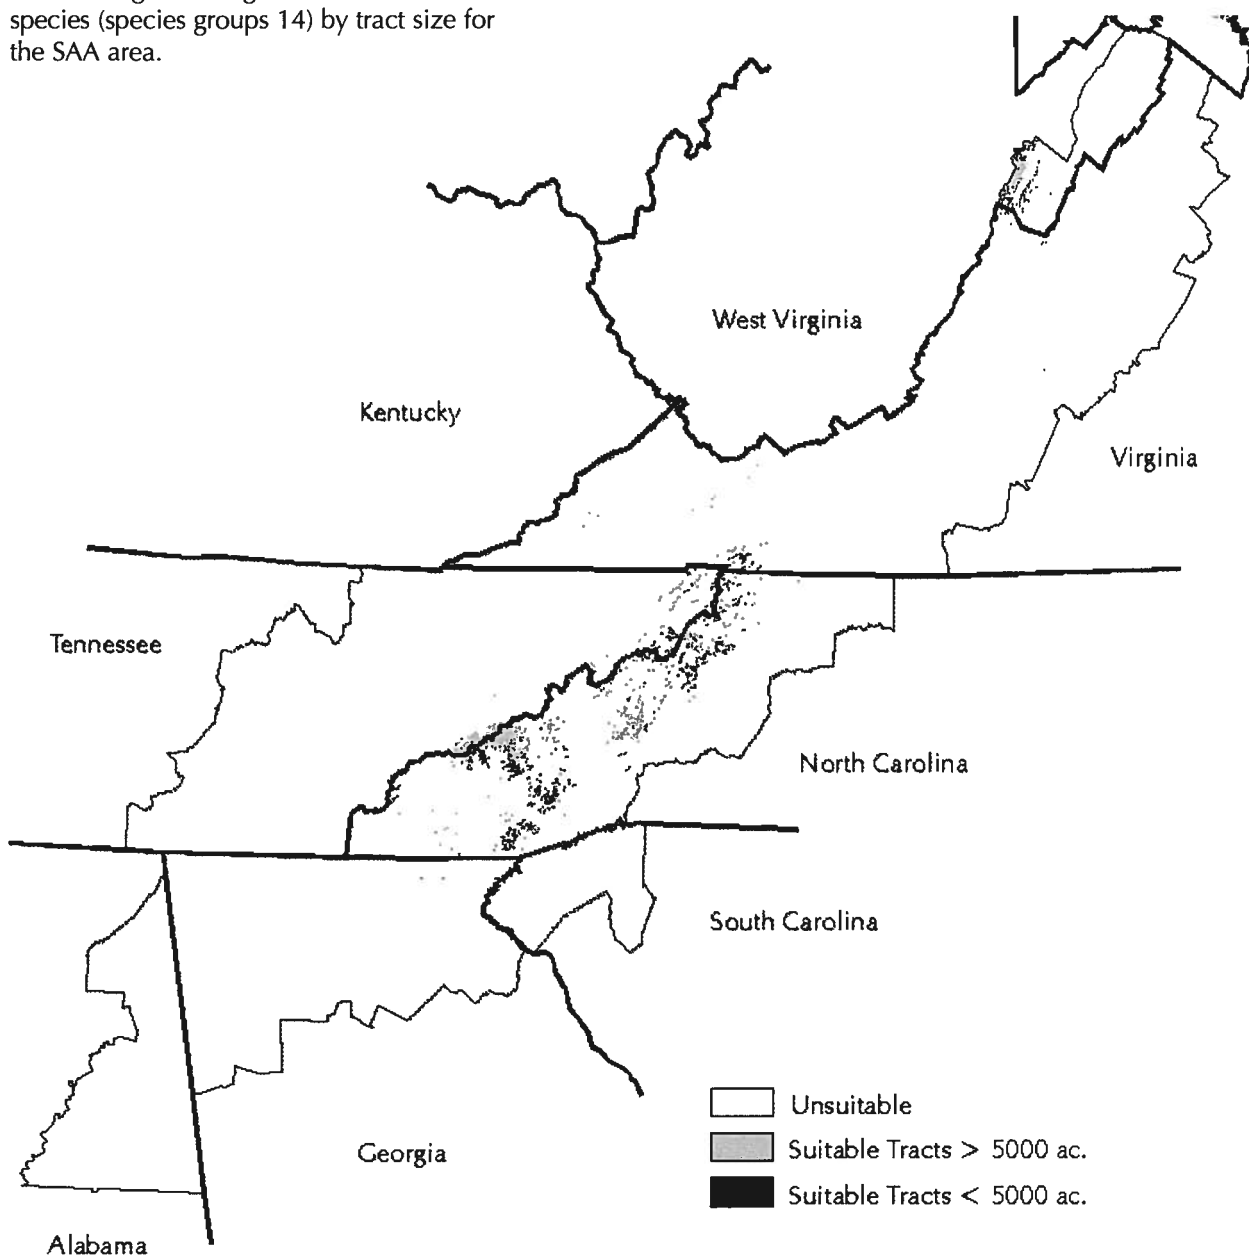 species (species groups 14) by tract size for
the SAA area.
West Virginia
Kentucky
Virginia
Tennessee
North Carolina
South Carolina
Unsuitable
Suitable Tracts > 5000 ac.
Georgia
Suitable Tracts < 5000 ac.
Alabama